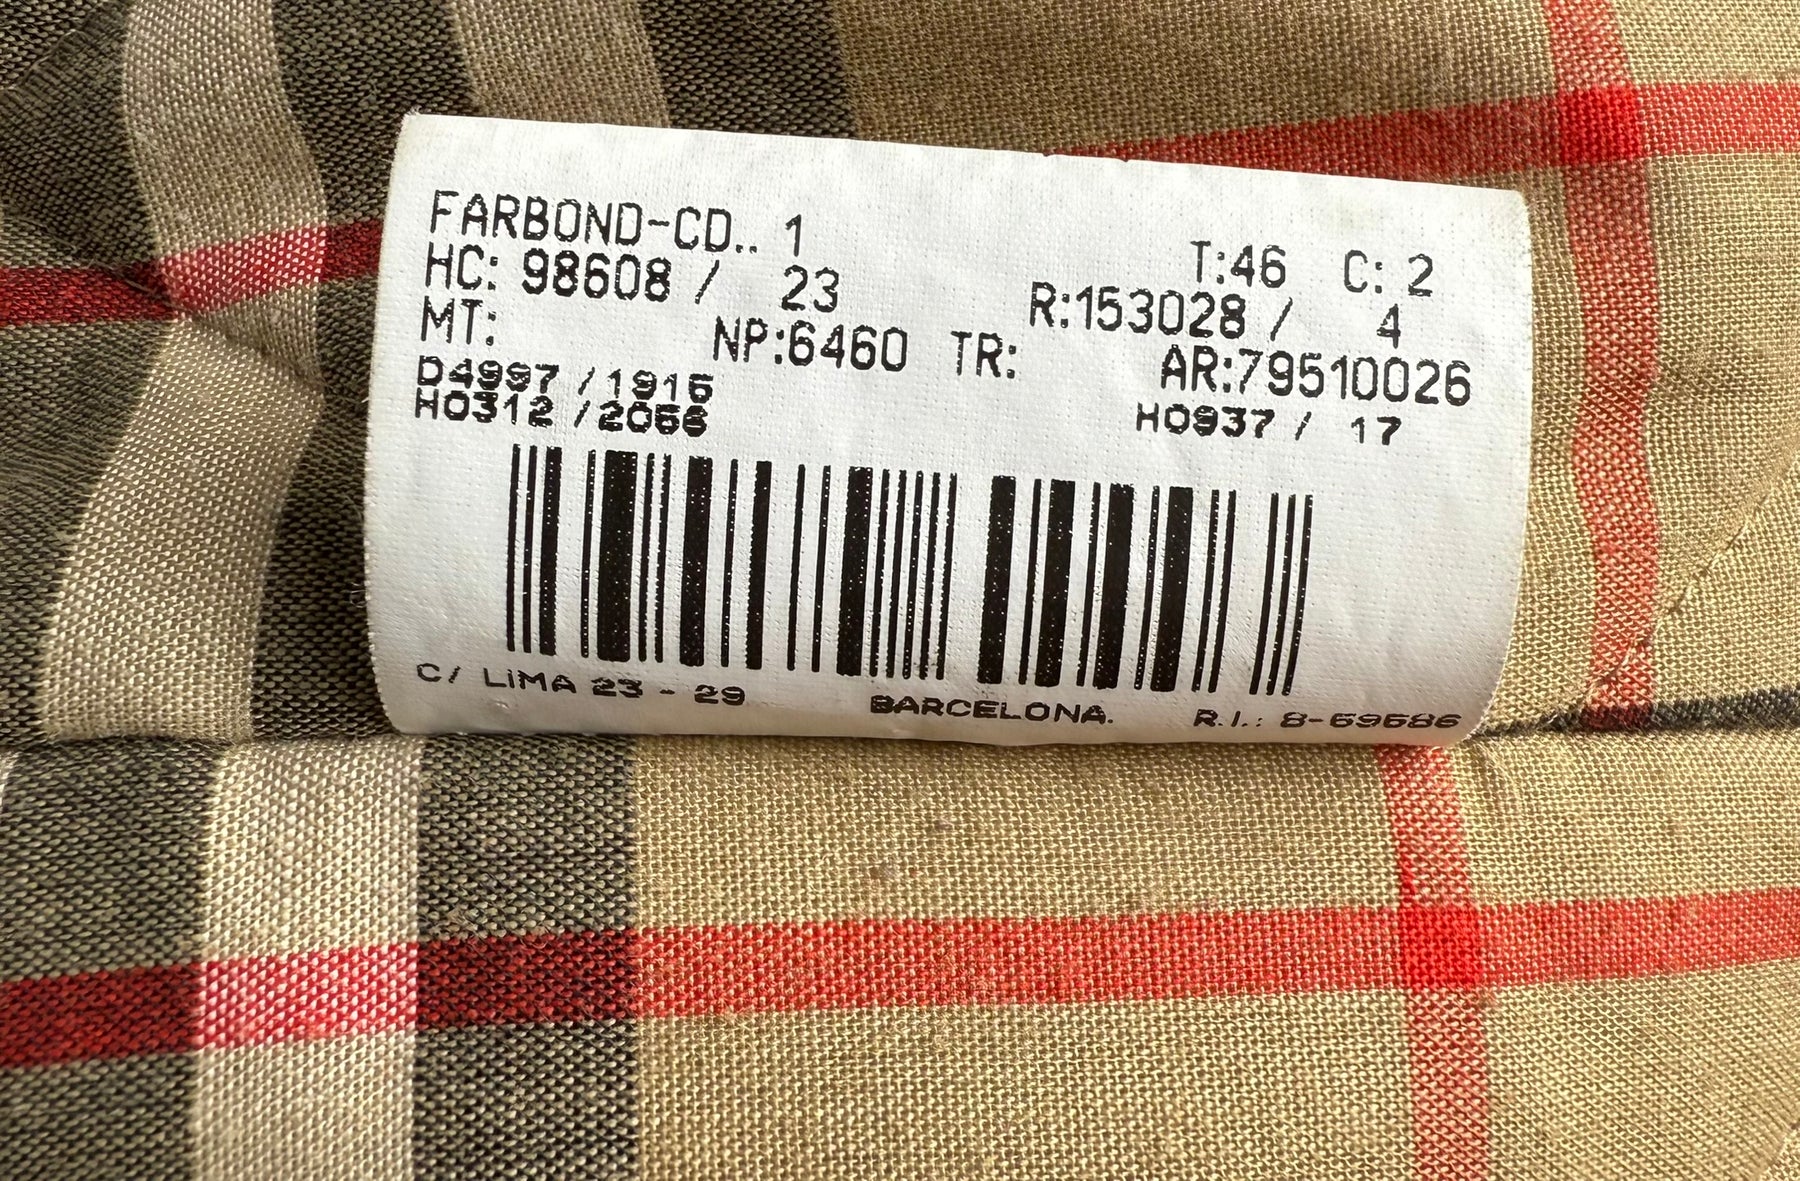 FARBOND-CD.. 1 T:46 C: 2
HC: 98608 / 23 R:153028 / 4
MT: NP:6460 TR: AR:79510026
D4997 /1915
H0312 /2056 H0937 / 17
C/ LiMA 23 - 29 BARCELONA. R.I.: 8-69686